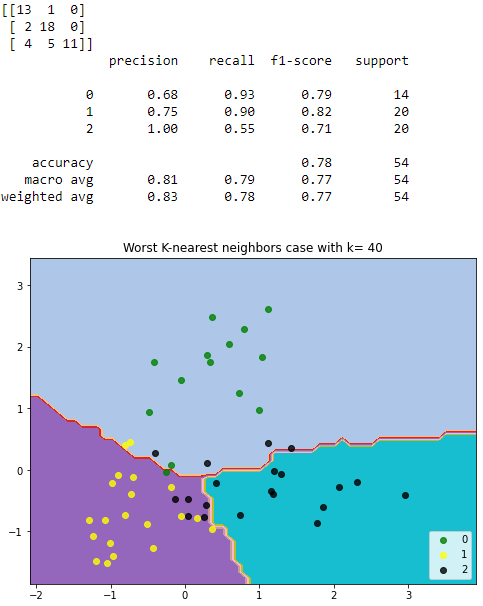 [[13 1 0]
[ 2 18 0]
[ 4 5 11]]
precision recall f1-score support
0 0.68 0.93 0.79 14
1 0.75 0.90 0.82 20
2 1.00 0.55 0.71 20
accuracy 0.78 54
macro avg 0.81 0.79 0.77 54
weighted avg 0.83 0.78 0.77 54
Worst K-nearest neighbors case with k= 40
3
2
1
0
−1
−2 −1 0 1 2 3
0
1
2